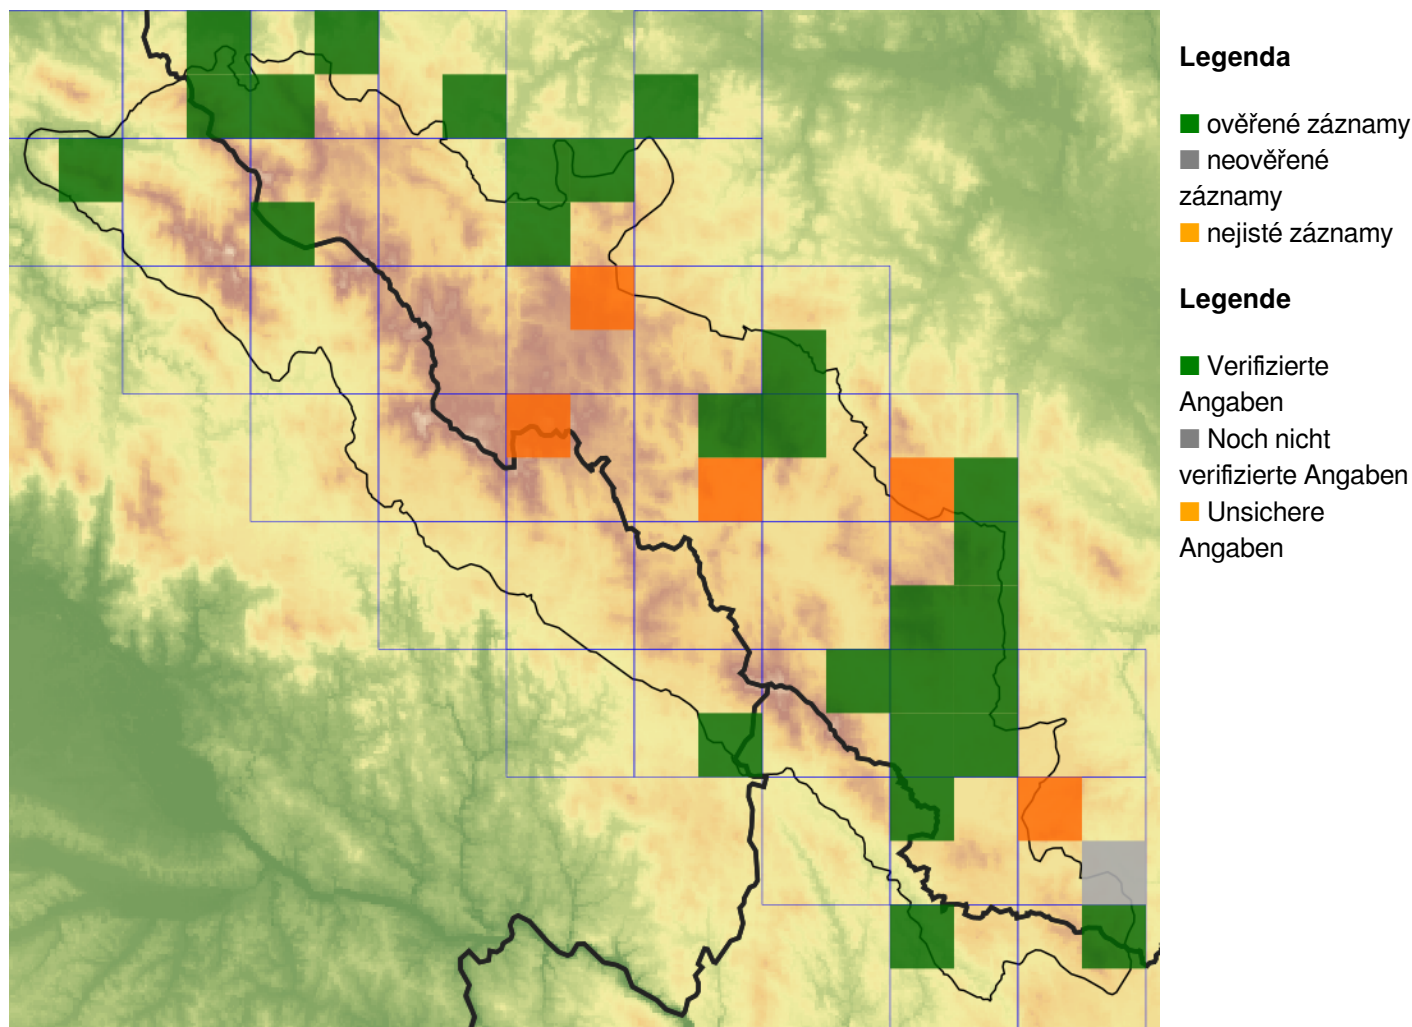 Legenda
ověřené záznamy
neověřené
záznamy
nejisté záznamy
Legende
Verifizierte
Angaben
Noch nicht
verifizierte Angaben
Unsichere
Angaben